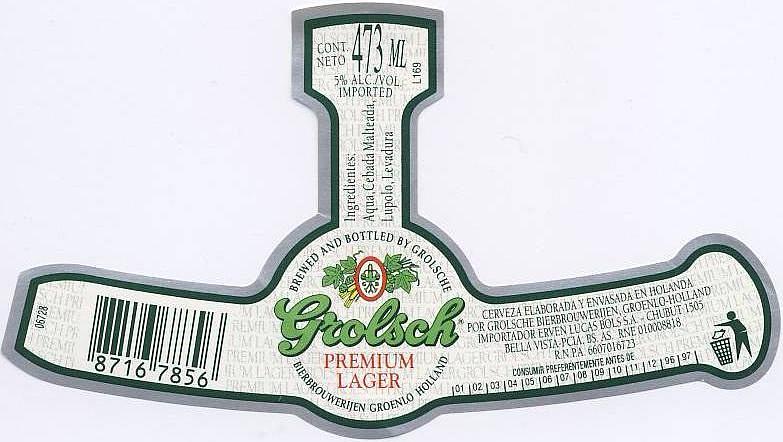 CONT. NETO 473 ML
5% ALC./VOL.
IMPORTED
L169
Ingredientes:
Aqua, Cebada Malteada,
Lupolo, Levadura
BREWED AND BOTTLED BY GROLSCHE
Grolsch
PREMIUM
LAGER
BIERBROUWERIJEN GROENLO HOLLAND
06728
8716 7856
CERVEZA ELABORADA Y ENVASADA EN HOLANDA
POR GROLSCHE BIERBROUWERIJEN, GROENLO-HOLLAND
IMPORTADOR ERVEN LUCAS BOLS S.A. - CHUBUT 1505
BELLA VISTA-PCIA. BS. AS. RNE 010008818
R.N.P.A. 6607016723
CONSUMIR PREFERENTEMENTE ANTES DE
01 02 03 04 05 06 07 08 09 10 11 12 96 97